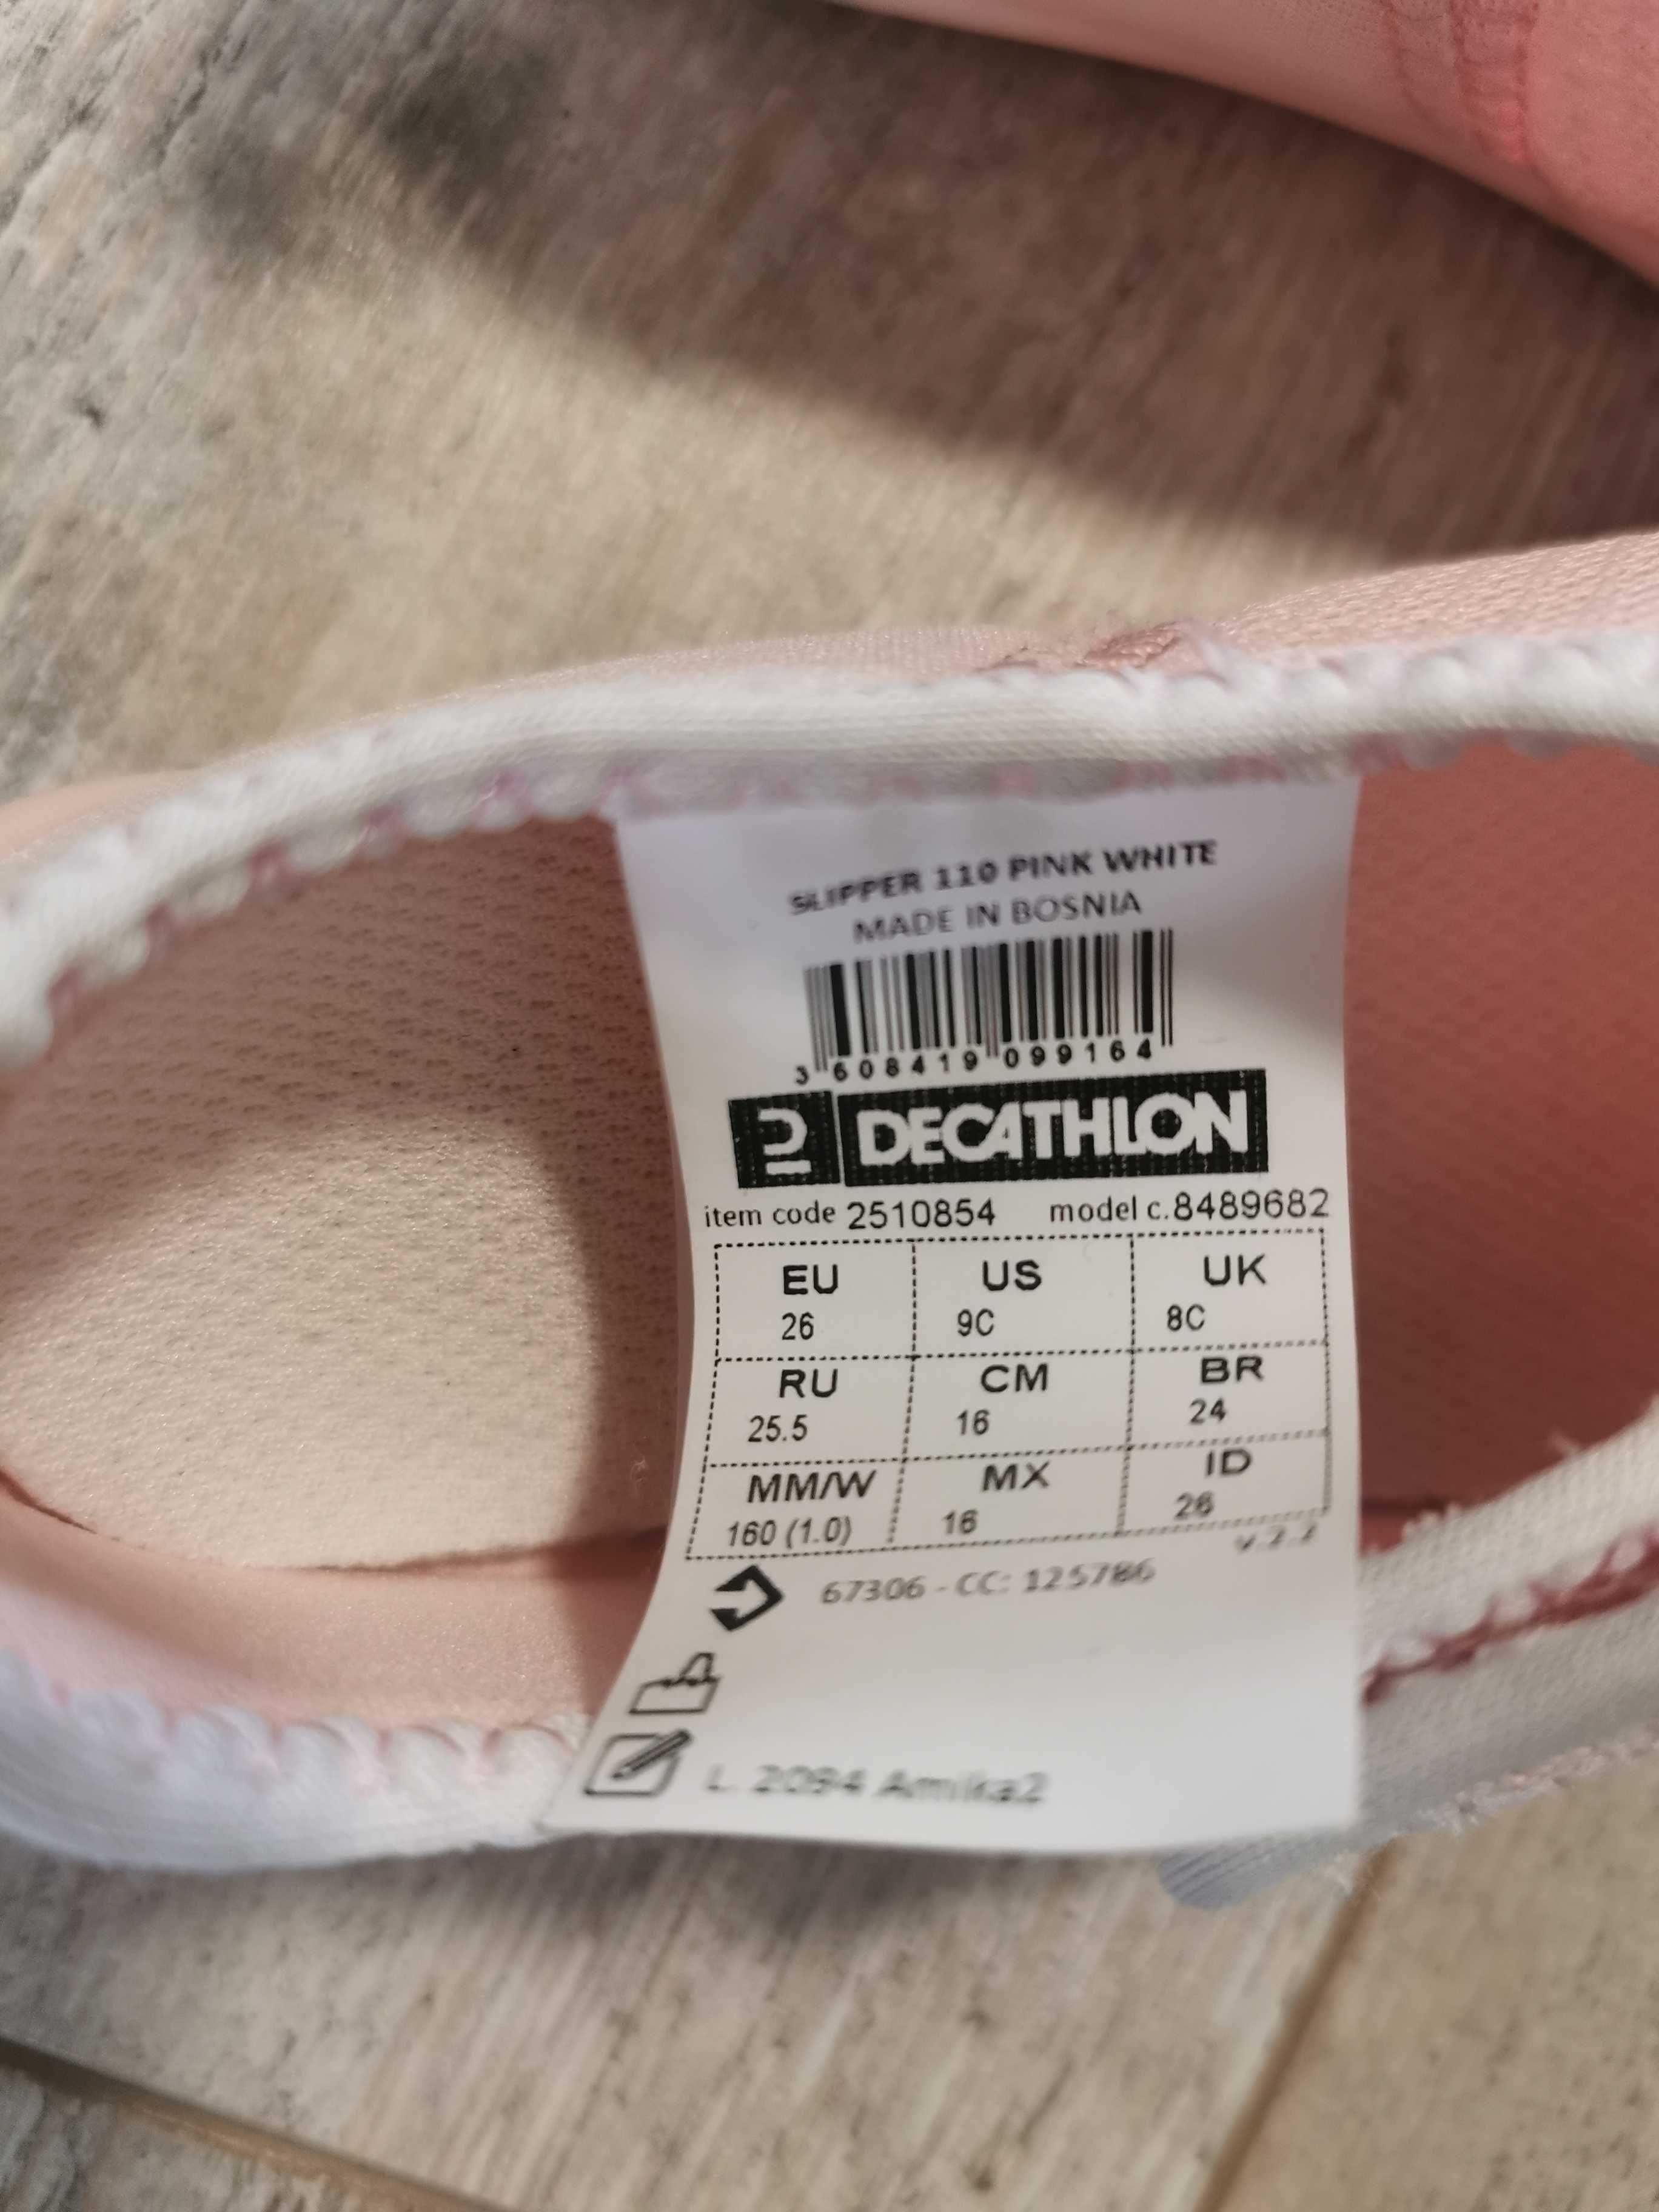 SLIPPER 110 PINK WHITE
MADE IN BOSNIA
3 608419 099164
DECATHLON
item code 2510854 model c.8489682
EU US UK
26 9C 8C
RU CM BR
25.5 16 24
MM/W MX ID
160 (1.0) 16 26
v.2.2
67306 - CC: 125786
L. 2094 Amika2